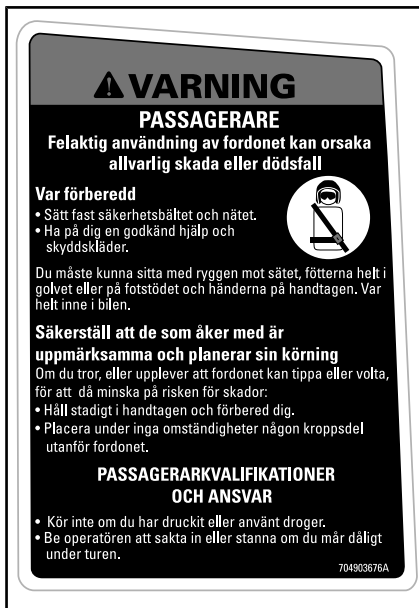 VARNING
PASSAGERARE
Felaktig användning av fordonet kan orsaka
allvarlig skada eller dödsfall
Var förberedd
• Sätt fast säkerhetsbältet och nätet.
• Ha på dig en godkänd hjälp och
skyddskläder.
Du måste kunna sitta med ryggen mot sätet, fötterna helt i
golvet eller på fotstödet och händerna på handtagen. Var
helt inne i bilen.
Säkerställ att de som åker med är
uppmärksamma och planerar sin körning
Om du tror, eller upplever att fordonet kan tippa eller volta,
för att då minska på risken för skador:
• Håll stadigt i handtagen och förbered dig.
• Placera under inga omständigheter någon kroppsdel
utanför fordonet.
PASSAGERARKVALIFIKATIONER
OCH ANSVAR
• Kör inte om du har druckit eller använt droger.
• Be operatören att sakta in eller stanna om du mår dåligt
under turen.
704903676A